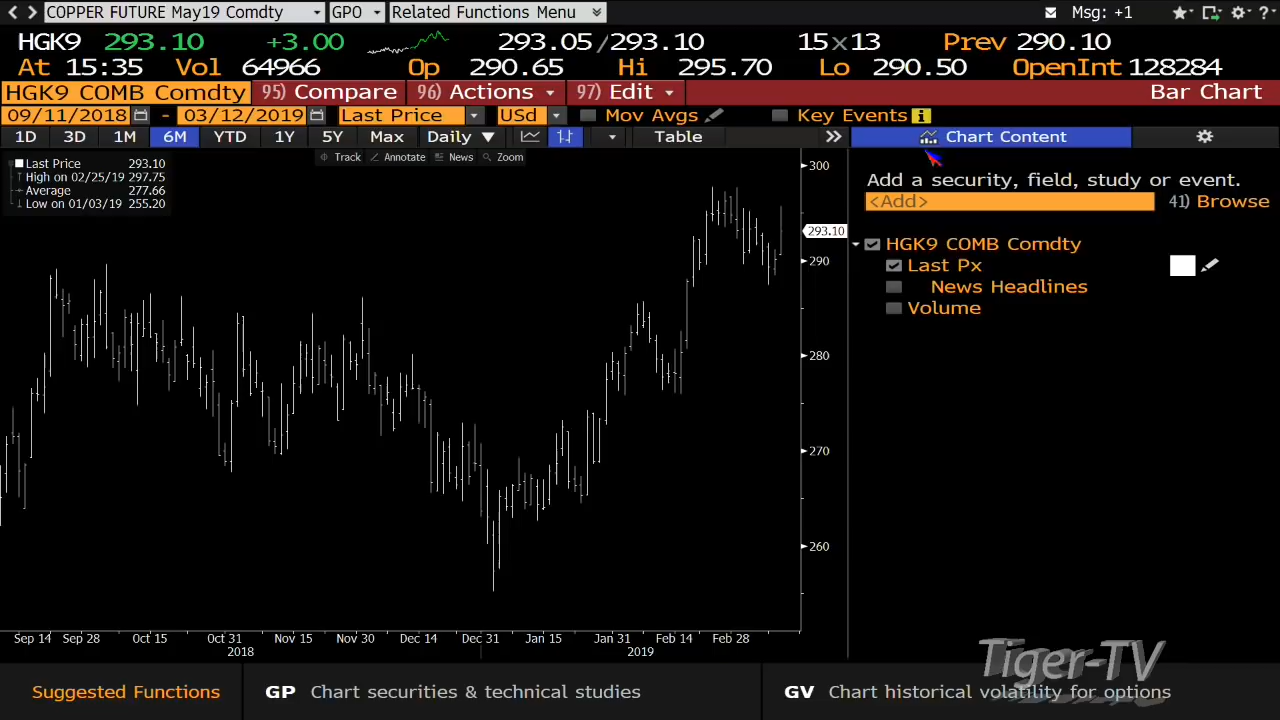 COPPER FUTURE May19 Comdty GPO Related Functions Menu Msg: +1
HGK9 293.10 +3.00 293.05/293.10 15x13 Prev 290.10
At 15:35 Vol 64966 Op 290.65 Hi 295.70 Lo 290.50 OpenInt 128284
HGK9 COMB Comdty 95) Compare 96) Actions 97) Edit Bar Chart
09/11/2018 - 03/12/2019 Last Price USd Mov Avgs Key Events i
1D 3D 1M 6M YTD 1Y 5Y Max Daily Table Chart Content
Track Annotate News Zoom
Last Price 293.10
High on 02/25/19 297.75
Average 277.66
Low on 01/03/19 255.20
Add a security, field, study or event.
<Add> 41) Browse
HGK9 COMB Comdty
Last Px
News Headlines
Volume
300
293.10
290
280
270
260
Sep 14 Sep 28 Oct 15 Oct 31 Nov 15 Nov 30 Dec 14 Dec 31 Jan 15 Jan 31 Feb 14 Feb 28
2018 2019
Tiger-TV
Suggested Functions GP Chart securities & technical studies GV Chart historical volatility for options